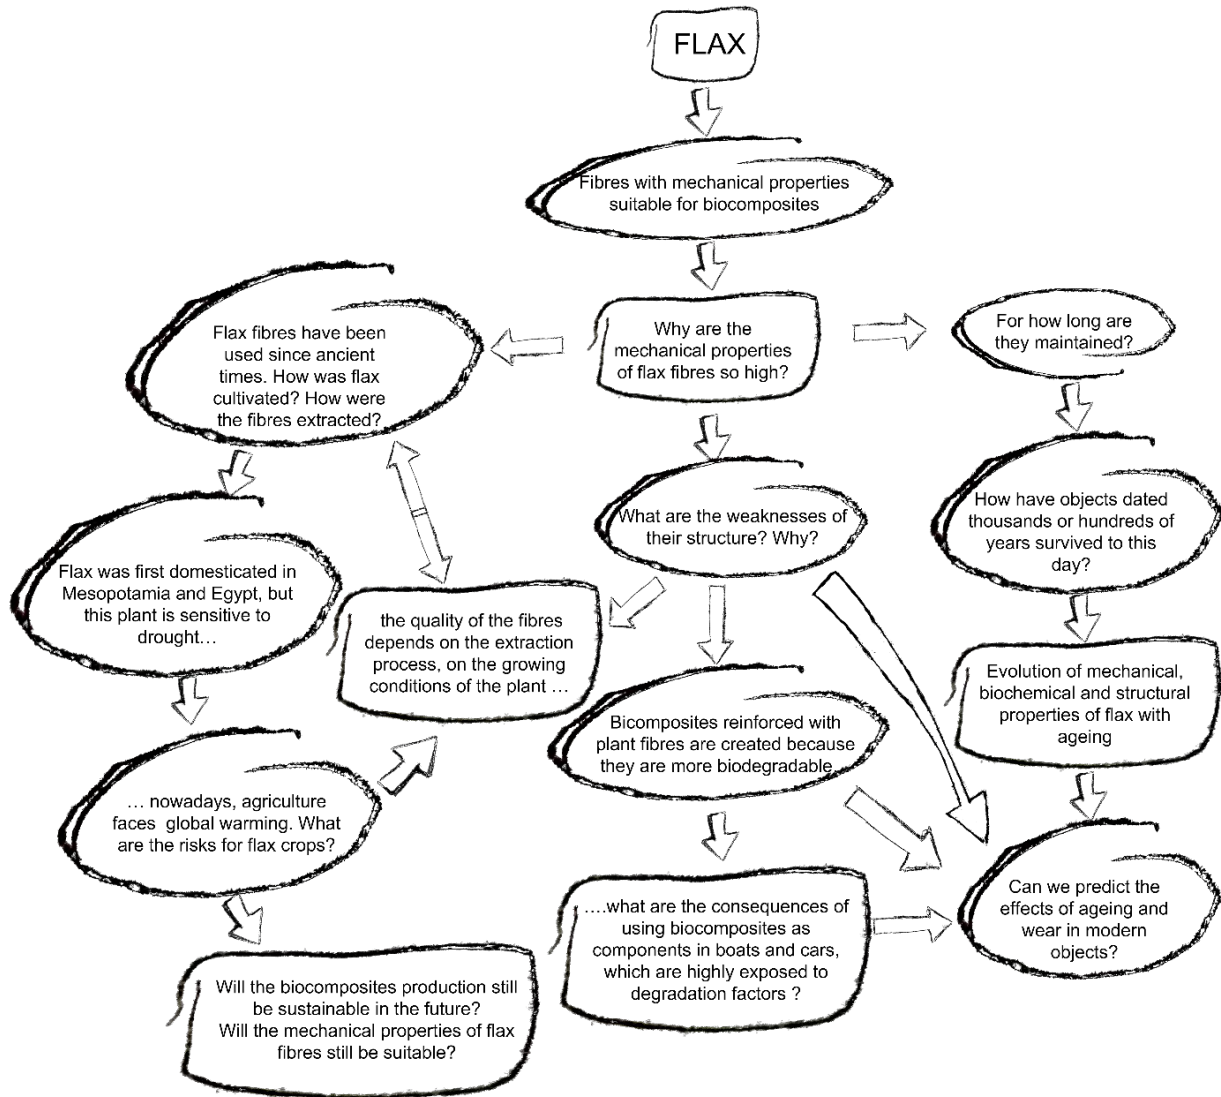 FLAX
Fibres with mechanical properties
suitable for biocomposites
Why are the
mechanical properties
of flax fibres so high?
For how long are
they maintained?
Flax fibres have been
used since ancient
times. How was flax
cultivated? How were
the fibres extracted?
What are the weaknesses of
their structure? Why?
How have objects dated
thousands or hundreds of
years survived to this
day?
Flax was first domesticated in
Mesopotamia and Egypt, but
this plant is sensitive to
drought…
the quality of the fibres
depends on the extraction
process, on the growing
conditions of the plant …
Evolution of mechanical,
biochemical and structural
properties of flax with
ageing
Bicomposites reinforced with
plant fibres are created because
they are more biodegradable
… nowadays, agriculture
faces global warming. What
are the risks for flax crops?
Can we predict the
effects of ageing and
wear in modern
objects?
….what are the consequences of
using biocomposites as
components in boats and cars,
which are highly exposed to
degradation factors ?
Will the biocomposites production still
be sustainable in the future?
Will the mechanical properties of flax
fibres still be suitable?